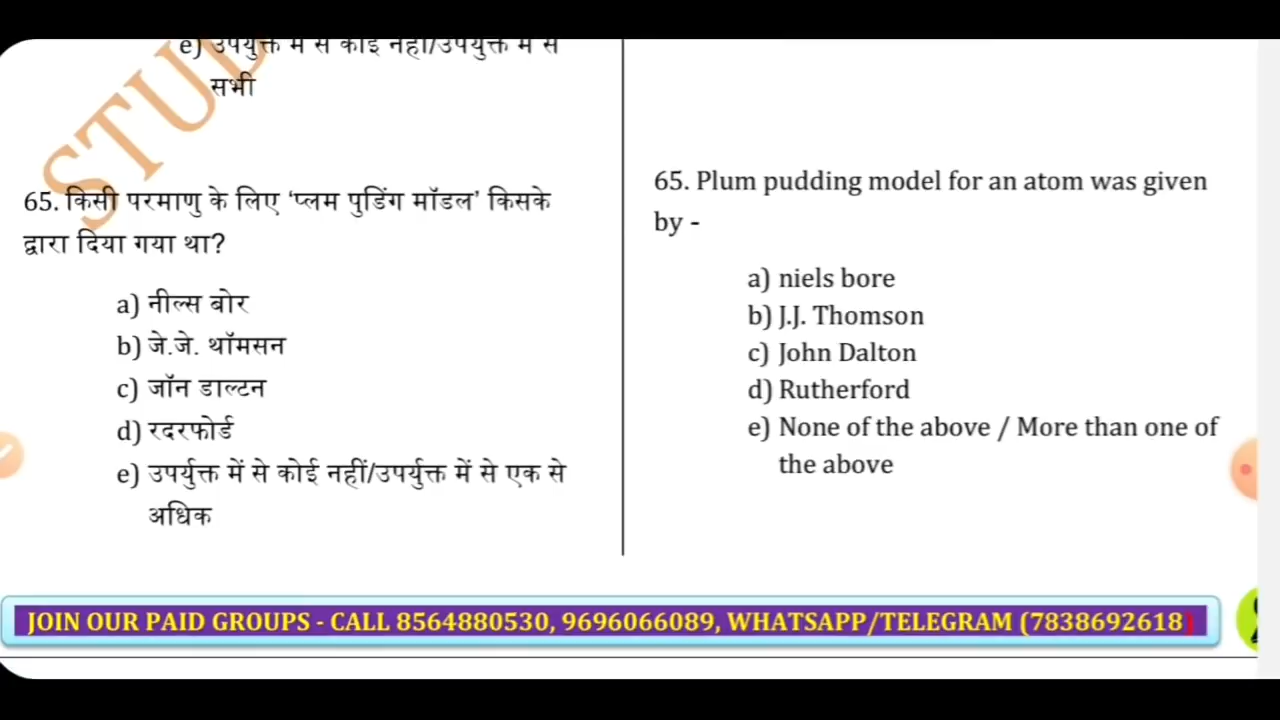 e) उपर्युक्त में से कोई नहीं/उपर्युक्त में से
सभी
STU
65. किसी परमाणु के लिए ‘प्लम पुडिंग मॉडल’ किसके
द्वारा दिया गया था?
a) नील्स बोर
b) जे.जे. थॉमसन
c) जॉन डाल्टन
d) रदरफोर्ड
e) उपर्युक्त में से कोई नहीं/उपर्युक्त में से एक से
अधिक
65. Plum pudding model for an atom was given
by -
a) niels bore
b) J.J. Thomson
c) John Dalton
d) Rutherford
e) None of the above / More than one of
the above
JOIN OUR PAID GROUPS - CALL 8564880530, 9696066089, WHATSAPP/TELEGRAM (7838692618)